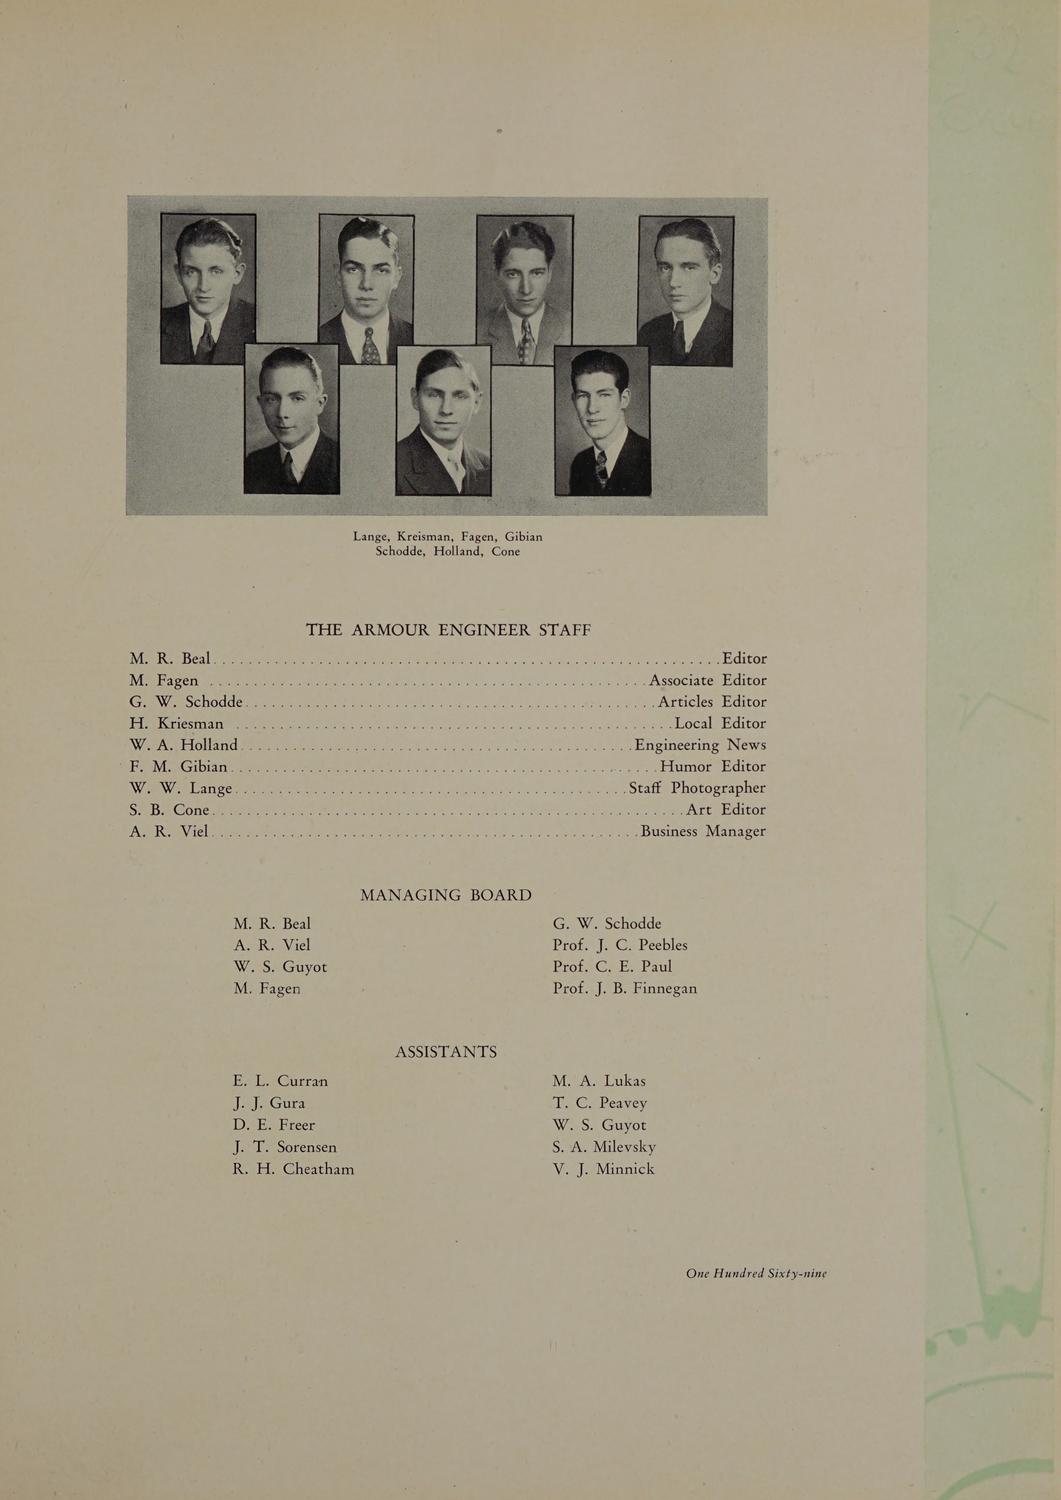 Lange, Kreisman, Fagen, Gibian
Schodde, Holland, Cone
THE ARMOUR ENGINEER STAFF
M. R. Beal............................................................Editor
M. Fagen ..................................................Associate Editor
G. W. Schodde................................................Articles Editor
H. Kriesman ...................................................Local Editor
W. A. Holland..............................................Engineering News
F. M. Gibian..................................................Humor Editor
W. W. Lange..............................................Staff Photographer
S. B. Cone.......................................................Art Editor
A. R. Viel..................................................Business Manager
MANAGING BOARD
M. R. Beal
A. R. Viel
W. S. Guyot
M. Fagen
G. W. Schodde
Prof. J. C. Peebles
Prof. C. E. Paul
Prof. J. B. Finnegan
ASSISTANTS
E. L. Curran
J. J. Gura
D. E. Freer
J. T. Sorensen
R. H. Cheatham
M. A. Lukas
T. C. Peavey
W. S. Guyot
S. A. Milevsky
V. J. Minnick
One Hundred Sixty-nine